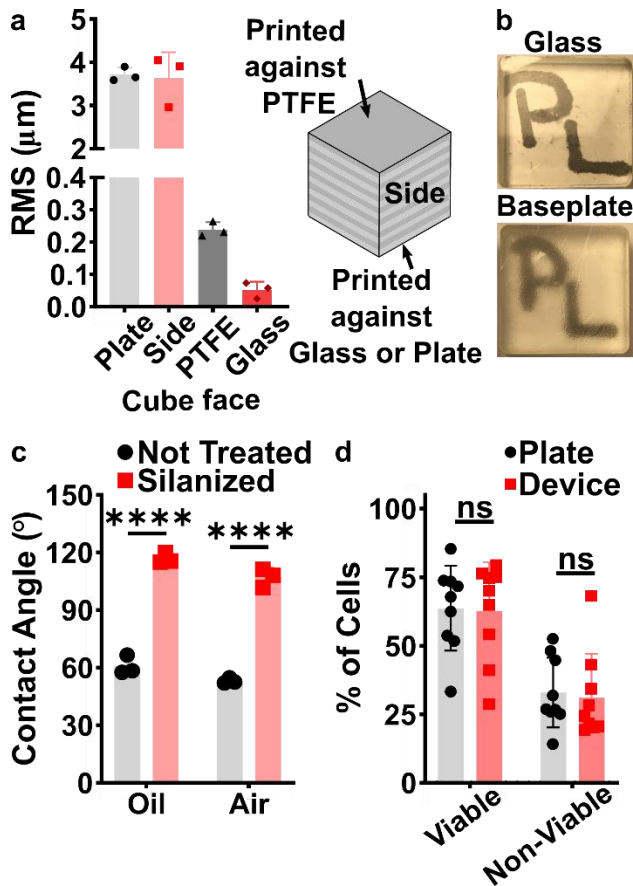 a
RMS (μm)
5
4
3
2
0.4
0.3
0.2
0.1
0.0
Plate
Side
PTFE
Glass
Cube face
Printed
against
PTFE
Side
Printed
against
Glass or Plate
b
Glass
PL
Baseplate
PL
c
Not Treated
Silanized
Contact Angle (°)
150
120
90
60
30
0
**** ****
Oil Air
d
Plate
Device
% of Cells
100
75
50
25
0
ns
ns
Viable
Non-Viable